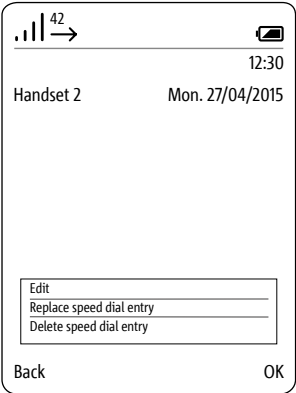 42
12:30
Handset 2 Mon. 27/04/2015
Edit
Replace speed dial entry
Delete speed dial entry
Back OK